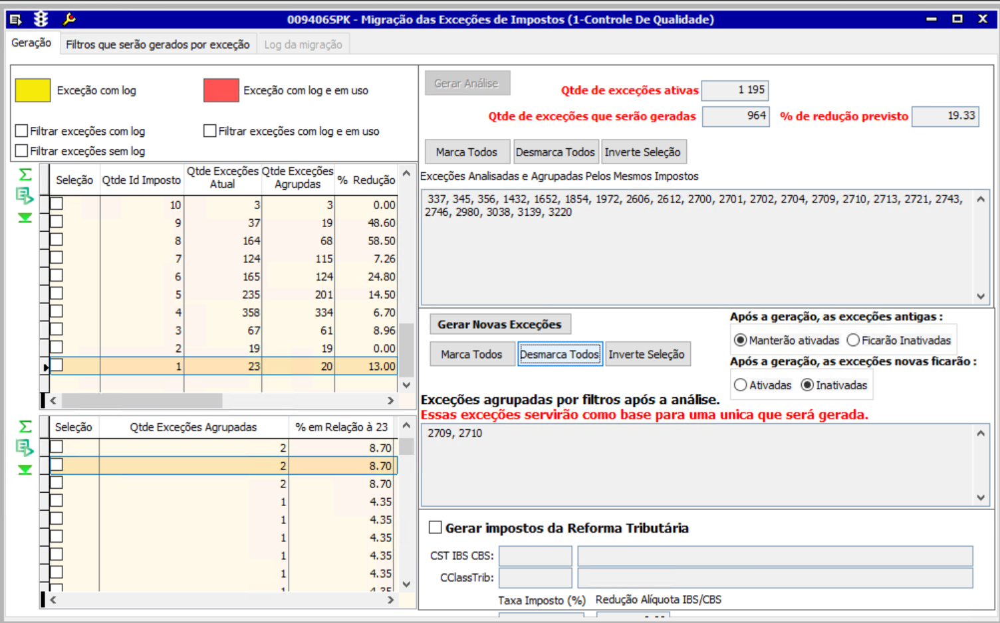 009406SPK - Migração das Exceções de Impostos (1-Controle De Qualidade)
Geração
Filtros que serão gerados por exceção
Log da migração
Exceção com log
Exceção com log e em uso
Filtrar exceções com log
Filtrar exceções com log e em uso
Filtrar exceções sem log
Gerar Análise
Qtde de exceções ativas 1 195
Qtde de exceções que serão geradas 964 % de redução previsto 19.33
Marca Todos Desmarca Todos Inverte Seleção
Seleção Qtde Id Imposto Qtde Exceções Atual Qtde Exceções Agrupdas % Redução
10 3 3 0.00
9 37 19 48.60
8 164 68 58.50
7 124 115 7.26
6 165 124 24.80
5 235 201 14.50
4 358 334 6.70
3 67 61 8.96
2 19 19 0.00
1 23 20 13.00
Exceções Analisadas e Agrupadas Pelos Mesmos Impostos
337, 345, 356, 1432, 1652, 1854, 1972, 2606, 2612, 2700, 2701, 2702, 2704, 2709, 2710, 2713, 2721, 2743,
2746, 2980, 3038, 3139, 3220
Gerar Novas Exceções
Marca Todos Desmarca Todos Inverte Seleção
Após a geração, as exceções antigas :
Manterão ativadas Ficarão Inativadas
Após a geração, as exceções novas ficarão :
Ativadas Inativadas
Exceções agrupadas por filtros após a análise.
Essas exceções servirão como base para uma unica que será gerada.
2709, 2710
Seleção Qtde Exceções Agrupadas % em Relação à 23
2 8.70
2 8.70
2 8.70
1 4.35
1 4.35
1 4.35
1 4.35
1 4.35
1 4.35
Gerar impostos da Reforma Tributária
CST IBS CBS:
CClassTrib:
Taxa Imposto (%) Redução Alíquota IBS/CBS